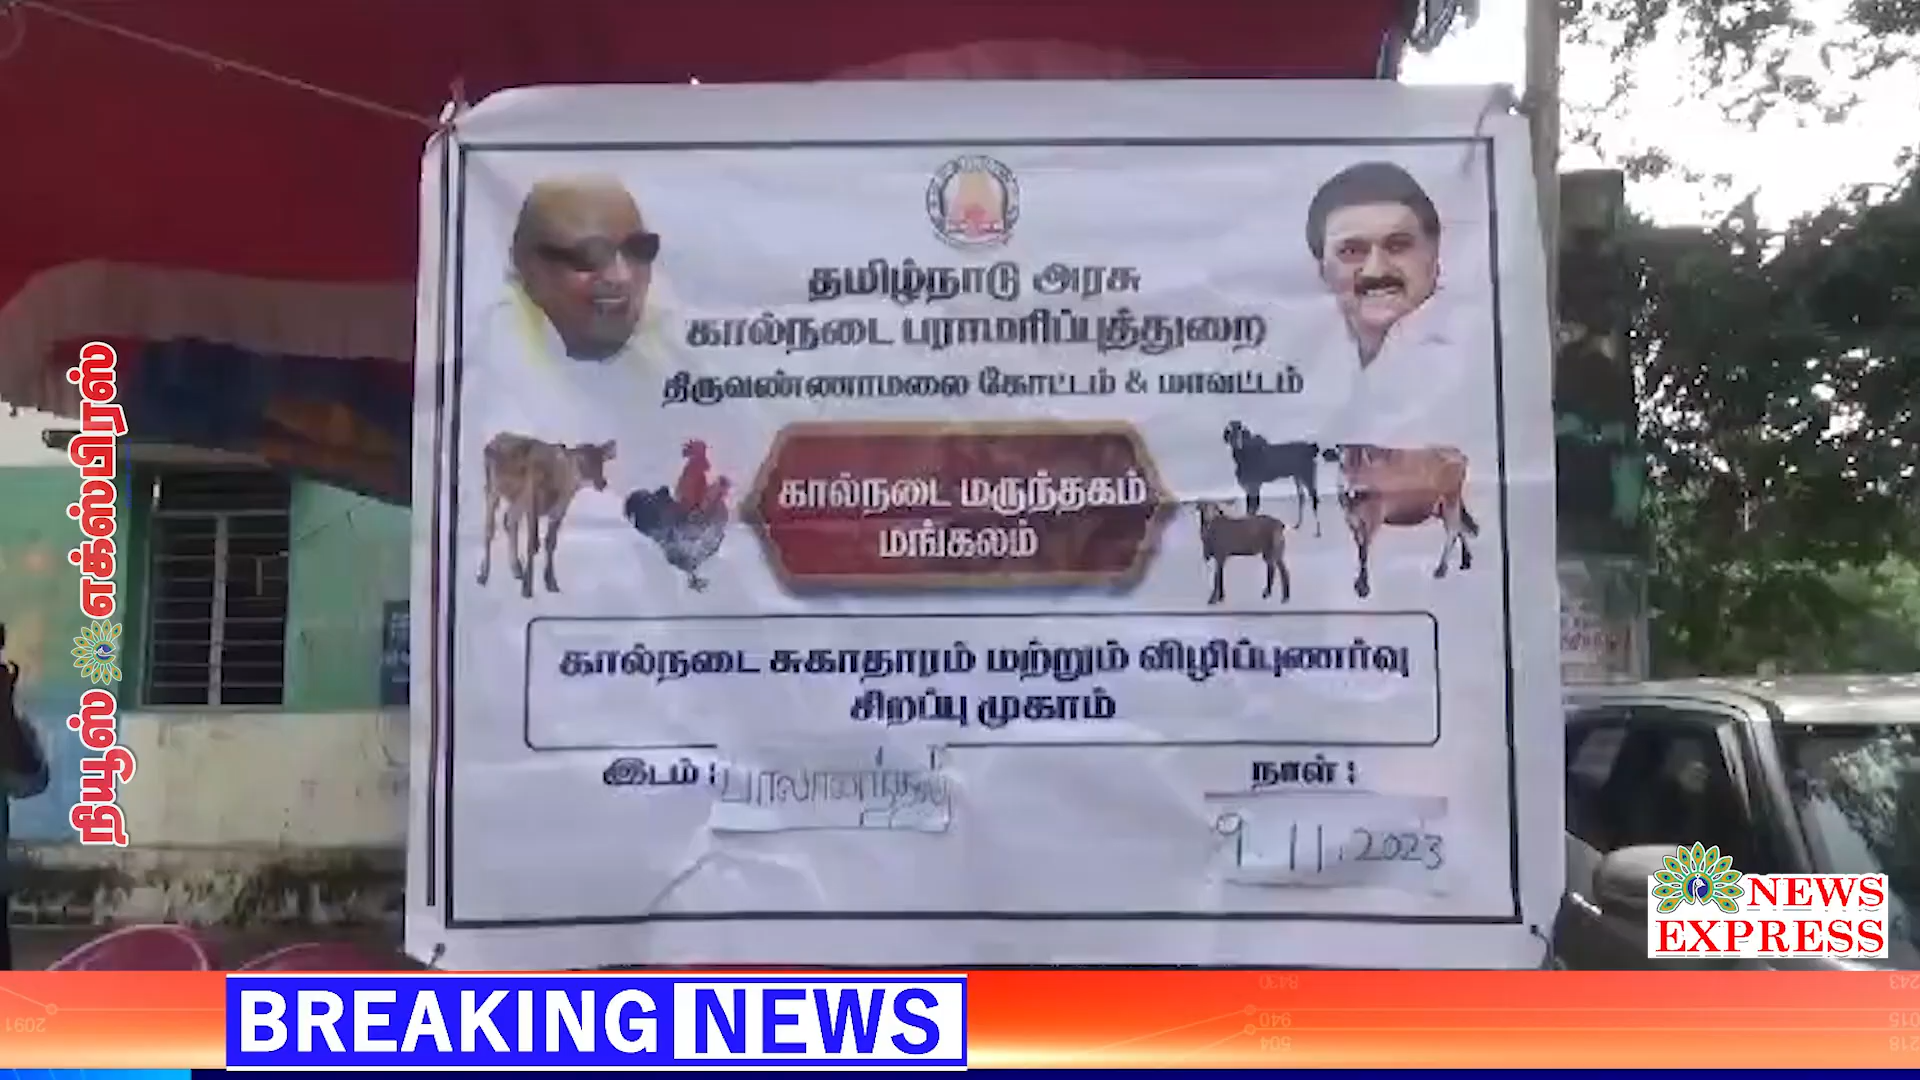 தமிழ்நாடு அரசு
கால்நடை பராமரிப்புத்துறை
திருவண்ணாமலை கோட்டம் & மாவட்டம்
கால்நடை மருந்தகம்
மங்கலம்
கால்நடை சுகாதாரம் மற்றும் விழிப்புணர்வு
சிறப்பு முகாம்
இடம் :
நாள் :
9.11.2023
நியூஸ் எக்ஸ்பிரஸ்
NEWS
EXPRESS
BREAKING NEWS